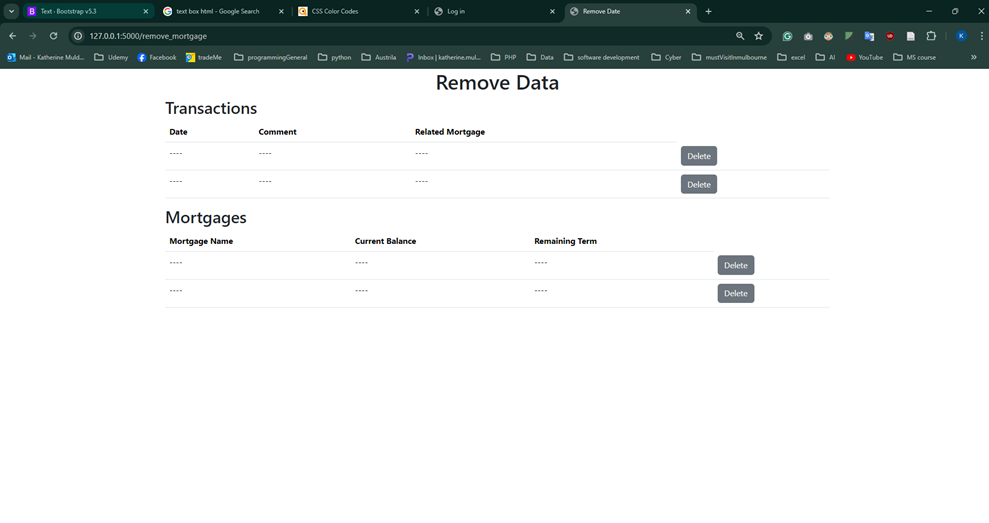 Text · Bootstrap v5.3
text box html - Google Search
CSS Color Codes
Log in
Remove Date
127.0.0.1:5000/remove_mortgage
K
Mail - Katherine Muld...
Udemy
Facebook
tradeMe
programmingGeneral
python
Austrila
Inbox | katherine.mul...
PHP
Data
software development
Cyber
mustVisitInmulbourne
excel
AI
YouTube
MS course
Remove Data
Transactions
Date Comment Related Mortgage
---- ---- ---- Delete
---- ---- ---- Delete
Mortgages
Mortgage Name Current Balance Remaining Term
---- ---- ---- Delete
---- ---- ---- Delete